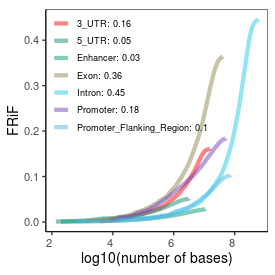 3_UTR: 0.16
5_UTR: 0.05
Enhancer: 0.03
Exon: 0.36
Intron: 0.45
Promoter: 0.18
Promoter_Flanking_Region: 0.1
FRiF
0.4
0.3
0.2
0.1
0.0
2
4
6
8
log10(number of bases)